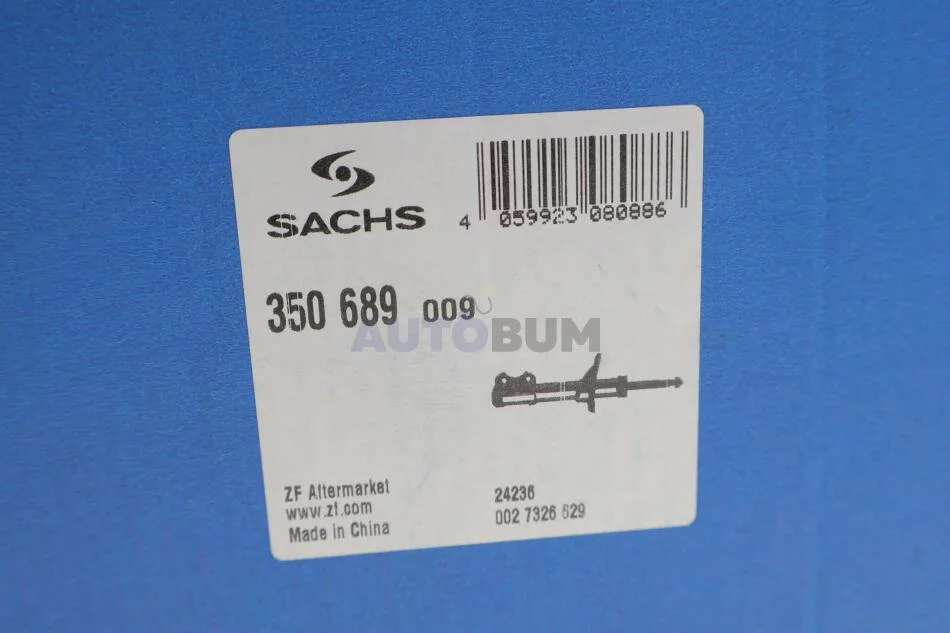 SACHS
4 059923 080886
350 689 009
AUTOBUM
ZF Aftermarket
www.zf.com
Made in China
24236
002 7326 629